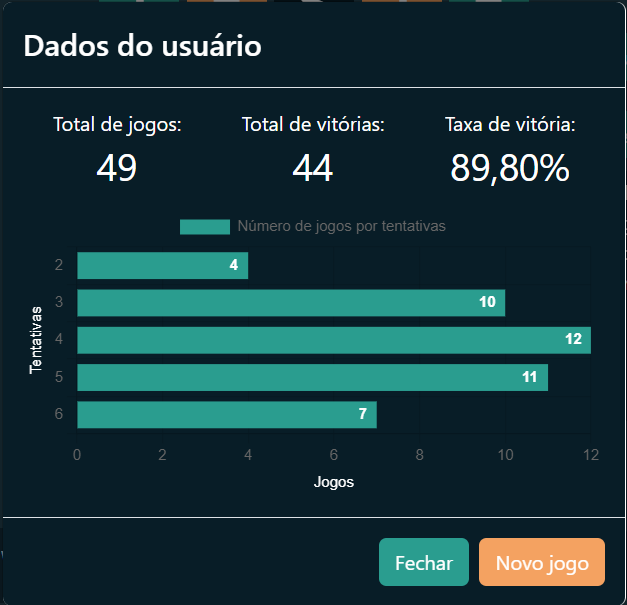 Dados do usuário
Total de jogos: Total de vitórias: Taxa de vitória:
49 44 89,80%
Número de jogos por tentativas
Tentativas
2 4
3 10
4 12
5 11
6 7
0 2 4 6 8 10 12
Jogos
Fechar Novo jogo